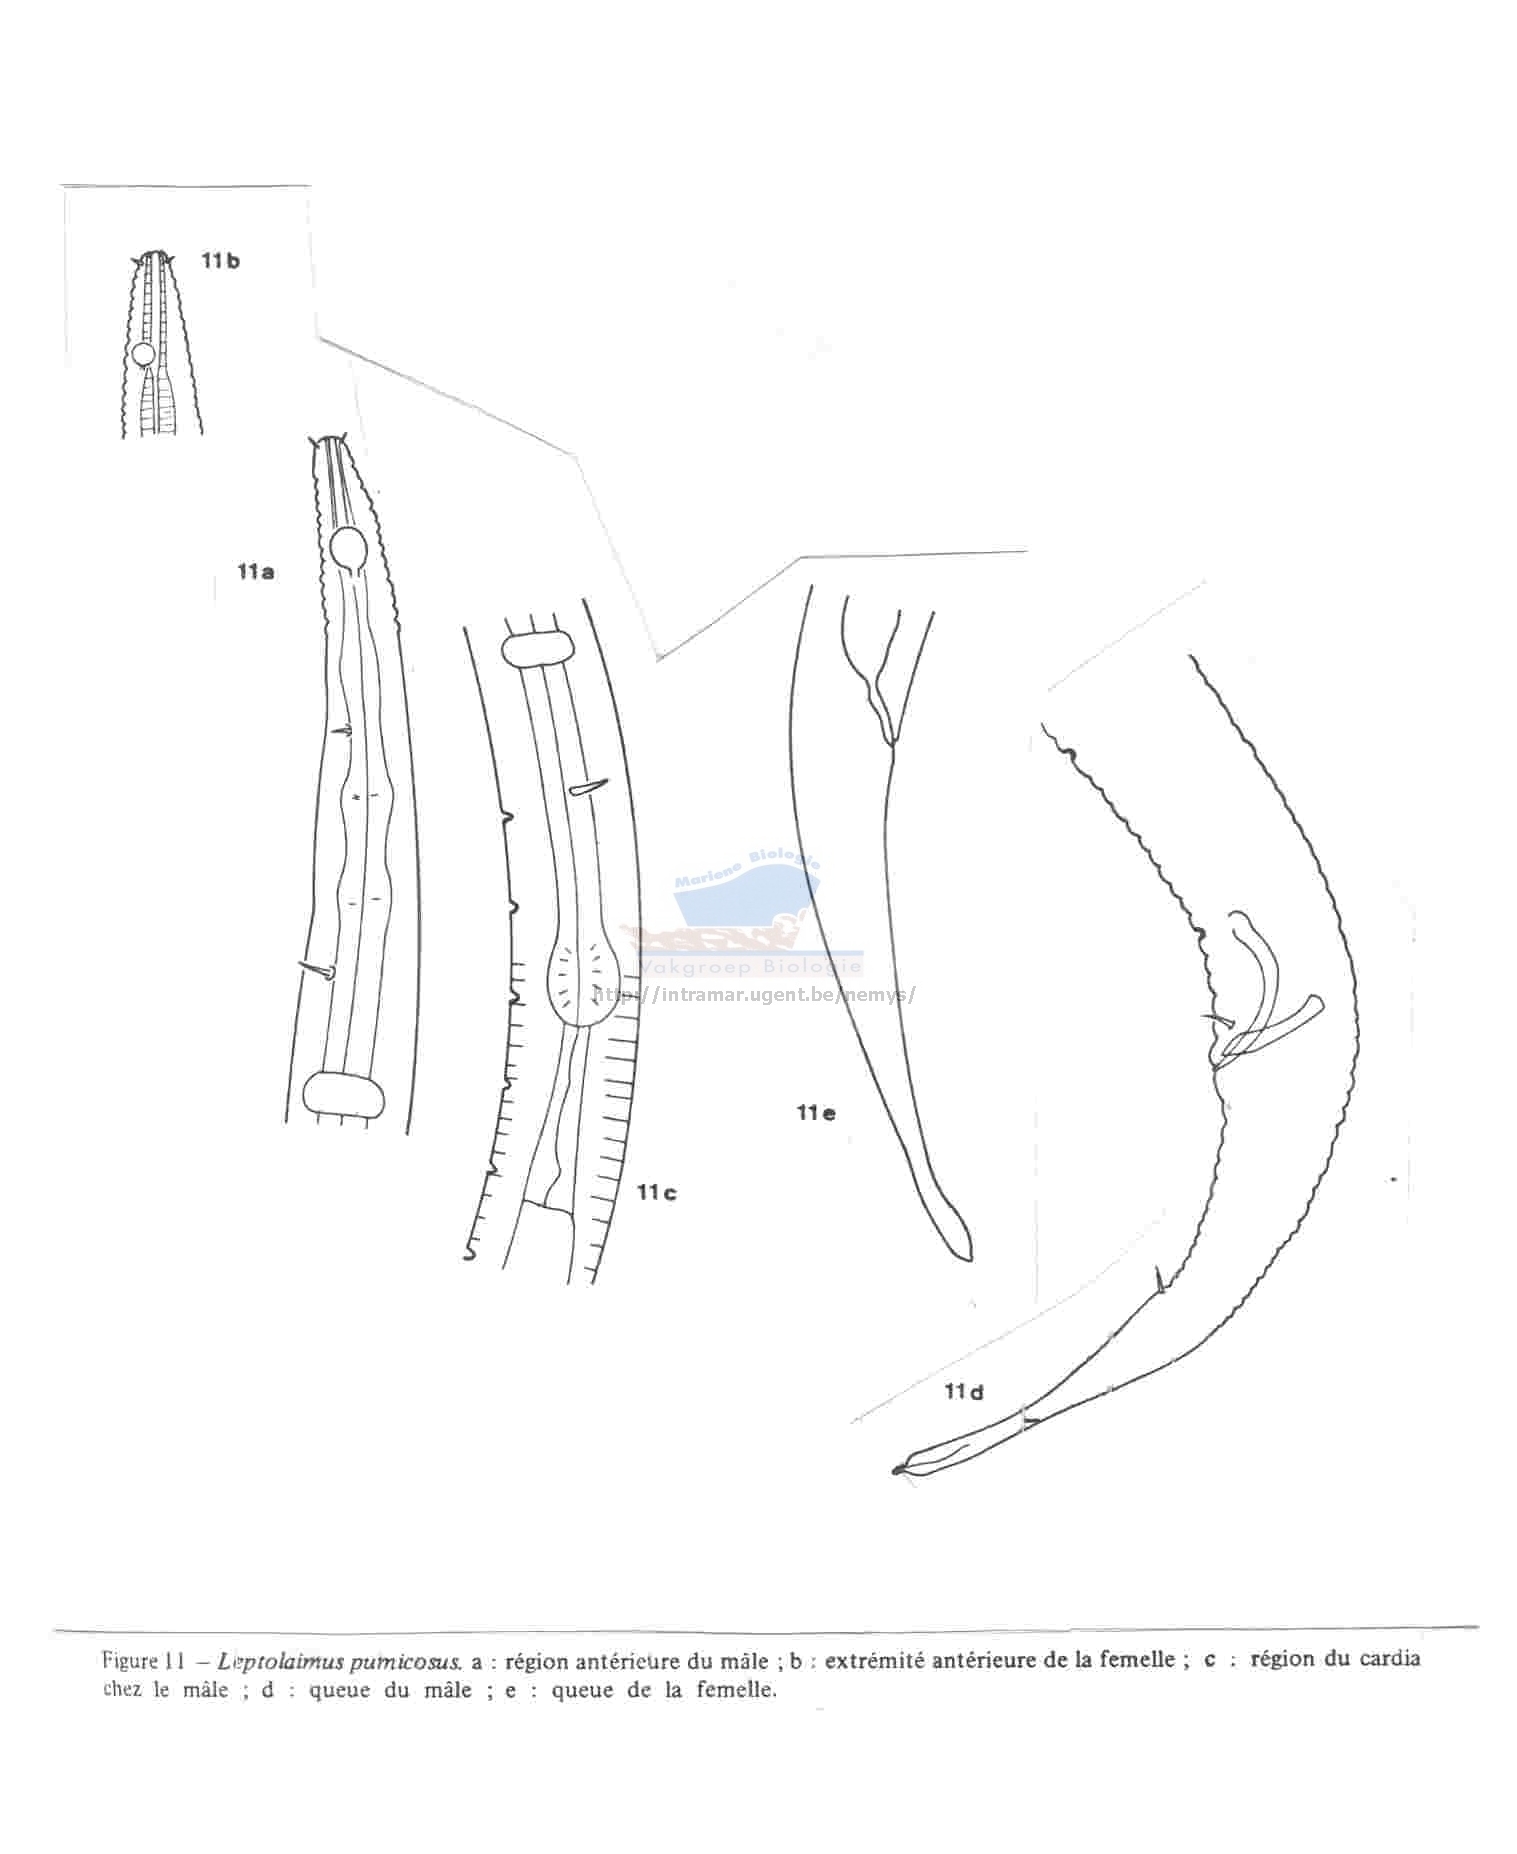 11b
11a
11c
11e
11d
Mariene Biologie
Vakgroep Biologie
http://intramar.ugent.be/nemys/
Figure 11 – Leptolaimus pumicosus. a : région antérieure du mâle ; b : extrémité antérieure de la femelle ; c : région du cardia
chez le mâle ; d : queue du mâle ; e : queue de la femelle.